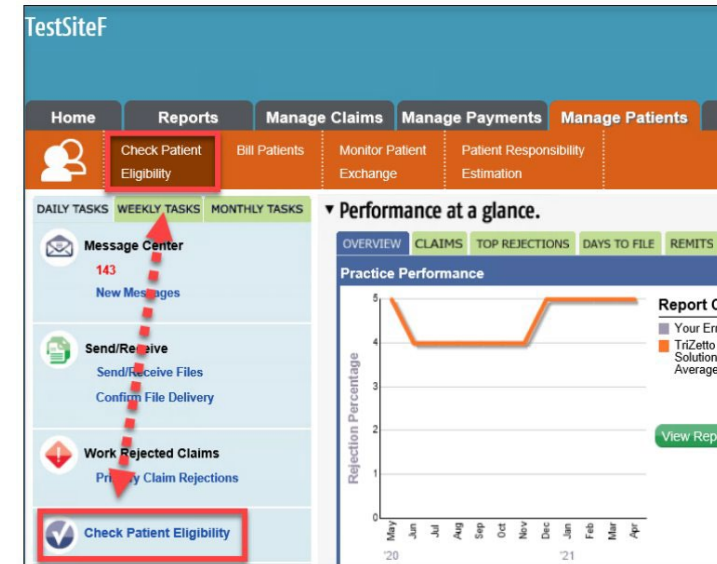 TestSiteF
Home Reports Manage Claims Manage Payments Manage Patients
Check Patient
Eligibility
Bill Patients
Monitor Patient
Exchange
Patient Responsibility
Estimation
DAILY TASKS WEEKLY TASKS MONTHLY TASKS
Message Center
143
New Messages
Send/Receive
Send/Receive Files
Confirm File Delivery
Work Rejected Claims
Primary Claim Rejections
Check Patient Eligibility
Performance at a glance.
OVERVIEW CLAIMS TOP REJECTIONS DAYS TO FILE REMITS
Practice Performance
Rejection Percentage
5
4
3
2
1
0
May Jun Jul Aug Sep Oct Nov Dec Jan Feb Mar Apr
'20 '21
Report
Your
TriZetto
Solution
Average
View